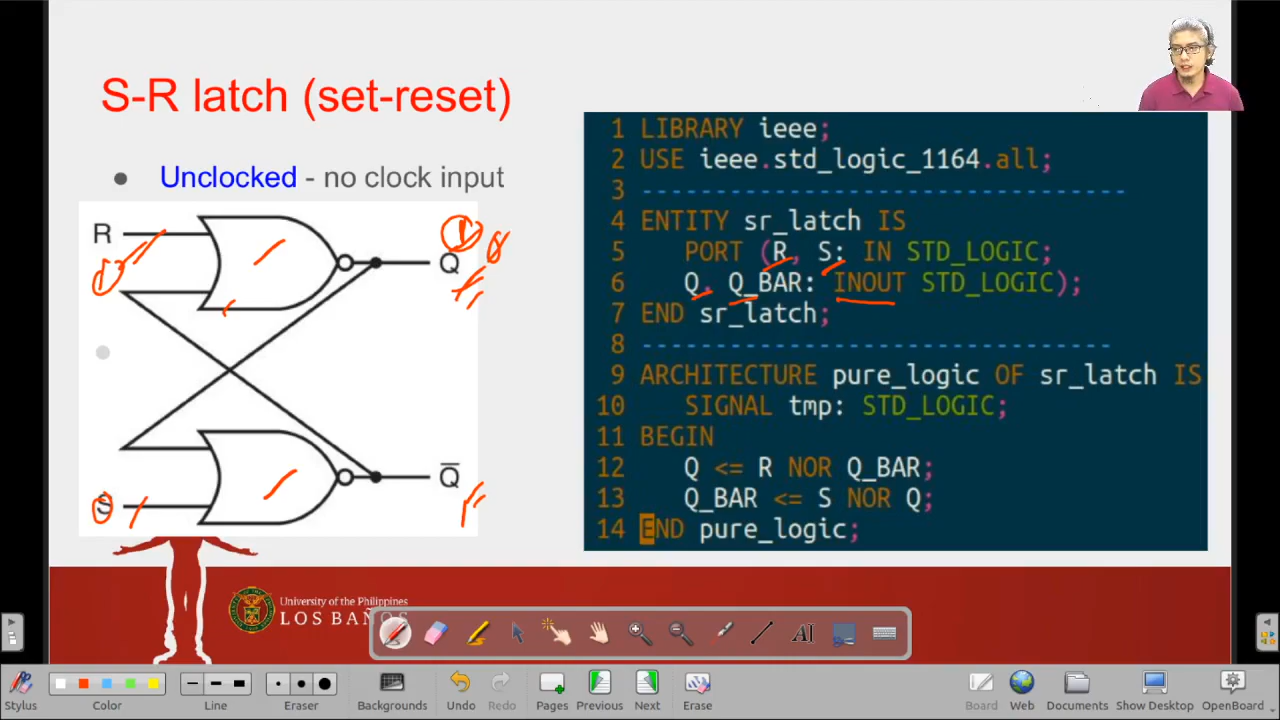 S-R latch (set-reset)
● Unclocked - no clock input
R
Q
S
Q̅
1 LIBRARY ieee;
2 USE ieee.std_logic_1164.all;
3 ---------------------------------
4 ENTITY sr_latch IS
5 PORT (R, S: IN STD_LOGIC;
6 Q, Q_BAR: INOUT STD_LOGIC);
7 END sr_latch;
8 --------------------------------
9 ARCHITECTURE pure_logic OF sr_latch IS
10 SIGNAL tmp: STD_LOGIC;
11 BEGIN
12 Q <= R NOR Q_BAR;
13 Q_BAR <= S NOR Q;
14 END pure_logic;
University of the Philippines
LOS BAÑOS
Stylus Color Line Eraser Backgrounds Undo Redo Pages Previous Next Erase Board Web Documents Show Desktop OpenBoard